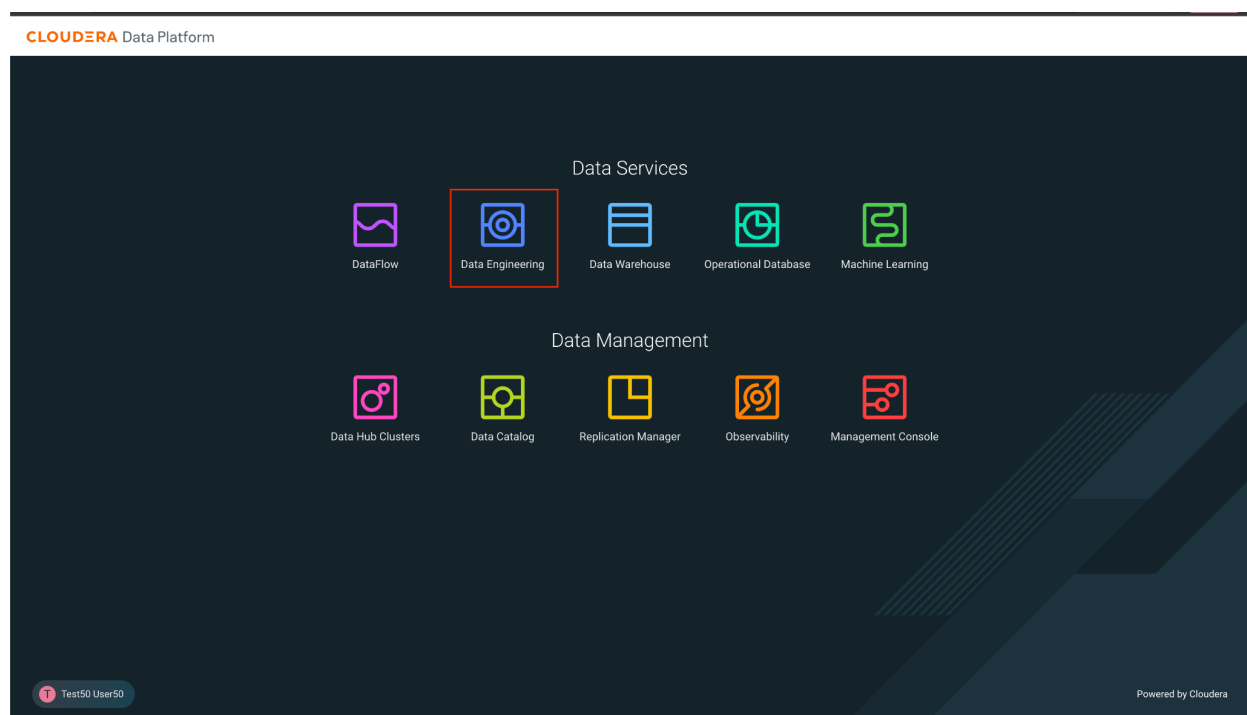 CLOUDERA Data Platform
Data Services
DataFlow
Data Engineering
Data Warehouse
Operational Database
Machine Learning
Data Management
Data Hub Clusters
Data Catalog
Replication Manager
Observability
Management Console
T Test50 User50
Powered by Cloudera